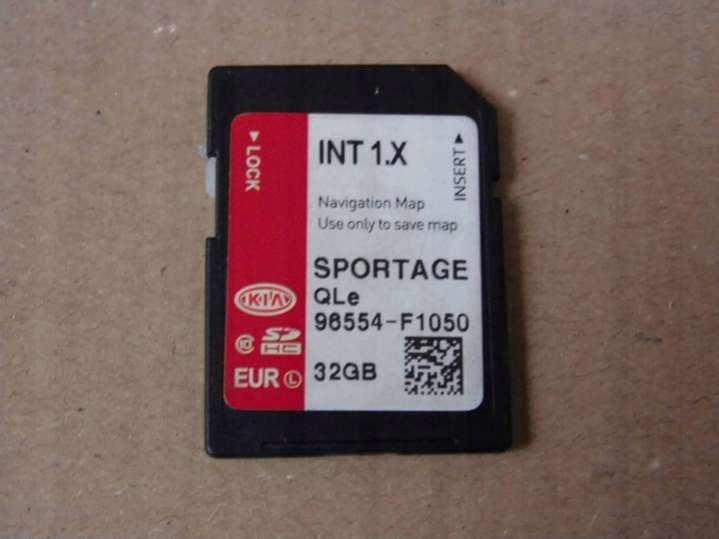 ▶ LOCK
INT 1.X
INSERT ▶
Navigation Map
Use only to save map
SPORTAGE
QLe
96554-F1050
32GB
KIA
10
SD
HC
EUR L